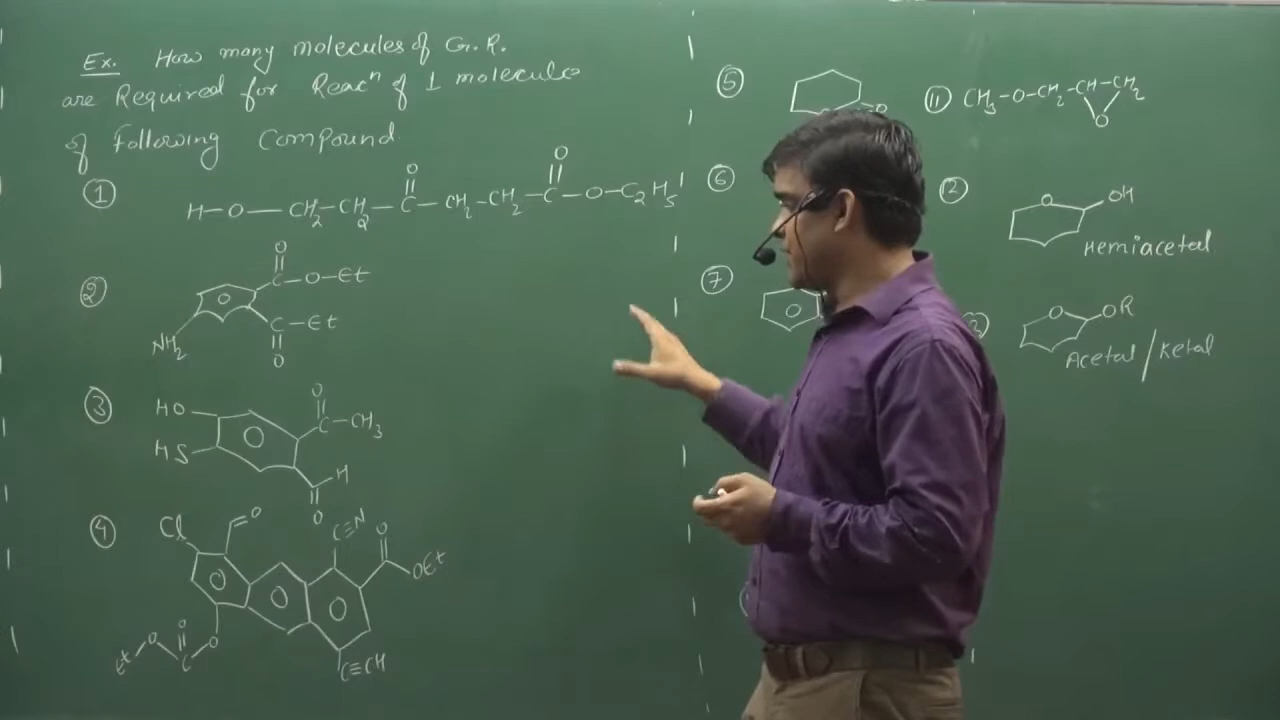 Ex. How many molecules of G.R.
are Required for Reacⁿ of 1 molecule
of Following Compound
① H-O-CH₂-CH₂-C(=O)-CH₂-CH₂-C(=O)-O-C₂H₅
② O
C-O-Et
C-Et
O
NH₂
③ HO
HS
O
C-CH₃
H
O
④ Cl
O
C≡N
O
OEt
Et
O
O
C
O
C≡CH
⑤ O
⑥
⑦
⑪ CH₃-O-CH₂-CH-CH₂
O
⑫ O
OH
Hemiacetal
O
OR
Acetal/Ketal